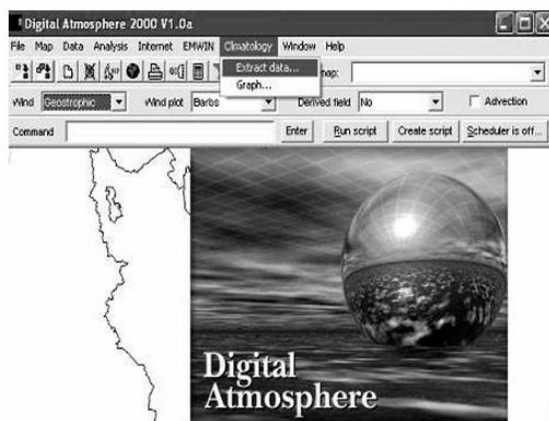 Digital Atmosphere 2000 V1.0a
File Map Data Analysis Internet EMWIN Climatology Window Help
Extract data... map:
Graph...
Wind Geostrophic Wind plot Barbs Derived field No Advection
Command Enter Run script Create script Scheduler is off...
Digital
Atmosphere